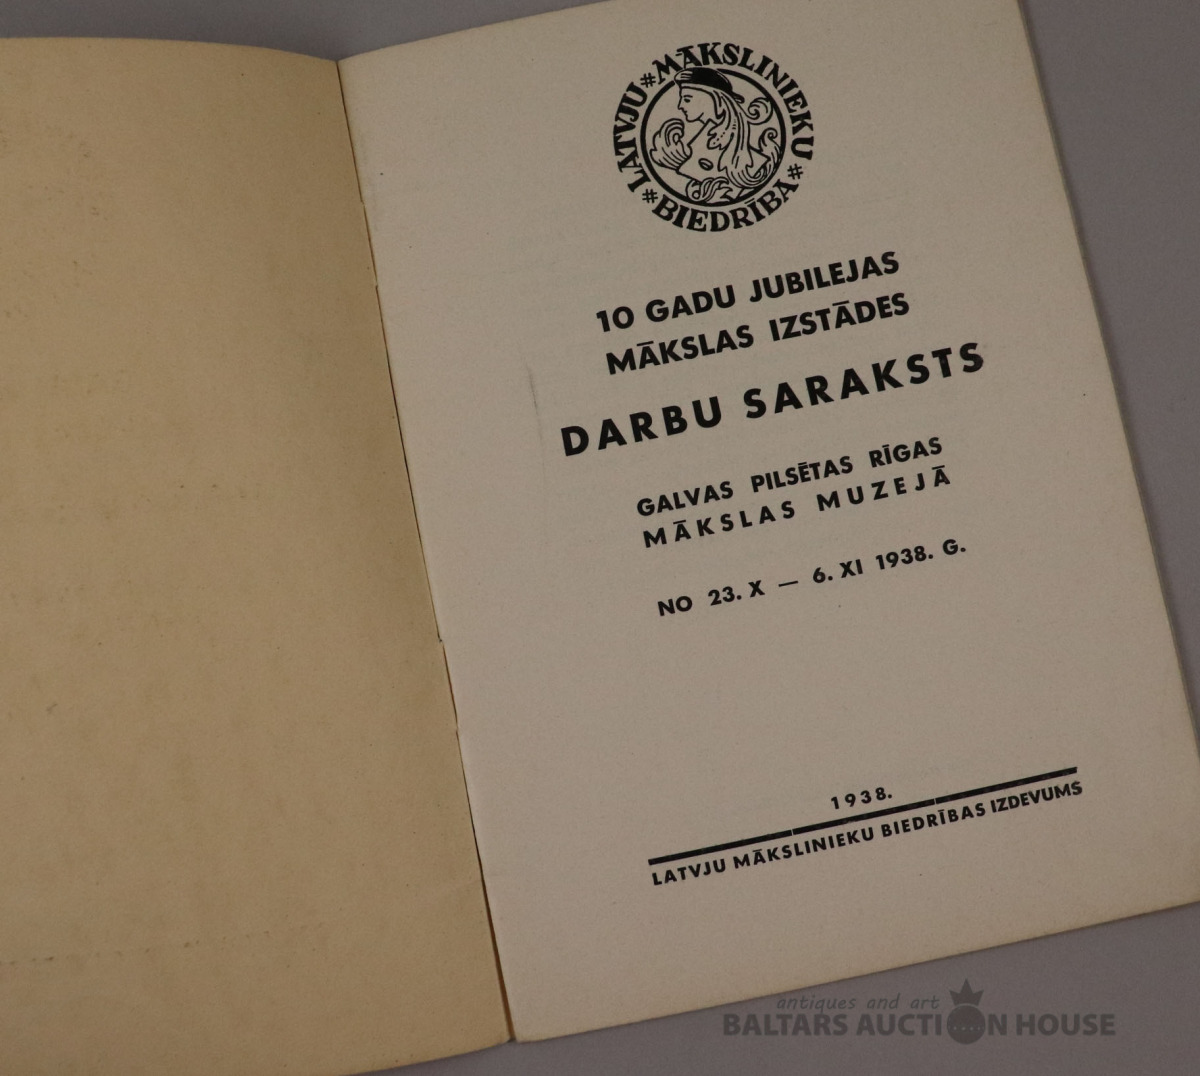 LATVJU # MĀKSLINIEKU # BIEDRĪBA #
10 GADU JUBILEJAS
MĀKSLAS IZSTĀDES
DARBU SARAKSTS
GALVAS PILSĒTAS RĪGAS
MĀKSLAS MUZEJĀ
NO 23. X — 6. XI 1938. G.
1938.
LATVJU MĀKSLINIEKU BIEDRĪBAS IZDEVUMS
antiques and art
BALTARS AUCTION HOUSE